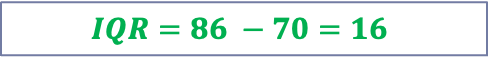 IQR = 86 − 70 = 16